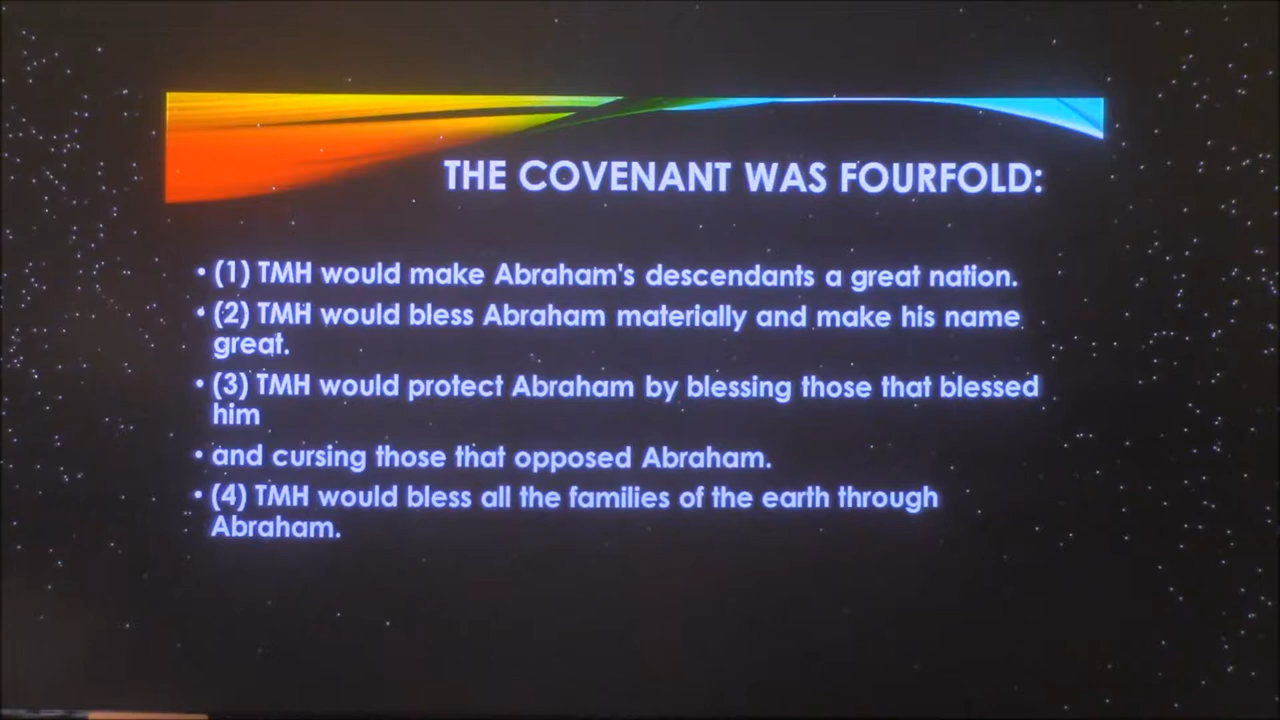 THE COVENANT WAS FOURFOLD:
• (1) TMH would make Abraham's descendants a great nation.
• (2) TMH would bless Abraham materially and make his name
great.
• (3) TMH would protect Abraham by blessing those that blessed
him
• and cursing those that opposed Abraham.
• (4) TMH would bless all the families of the earth through
Abraham.